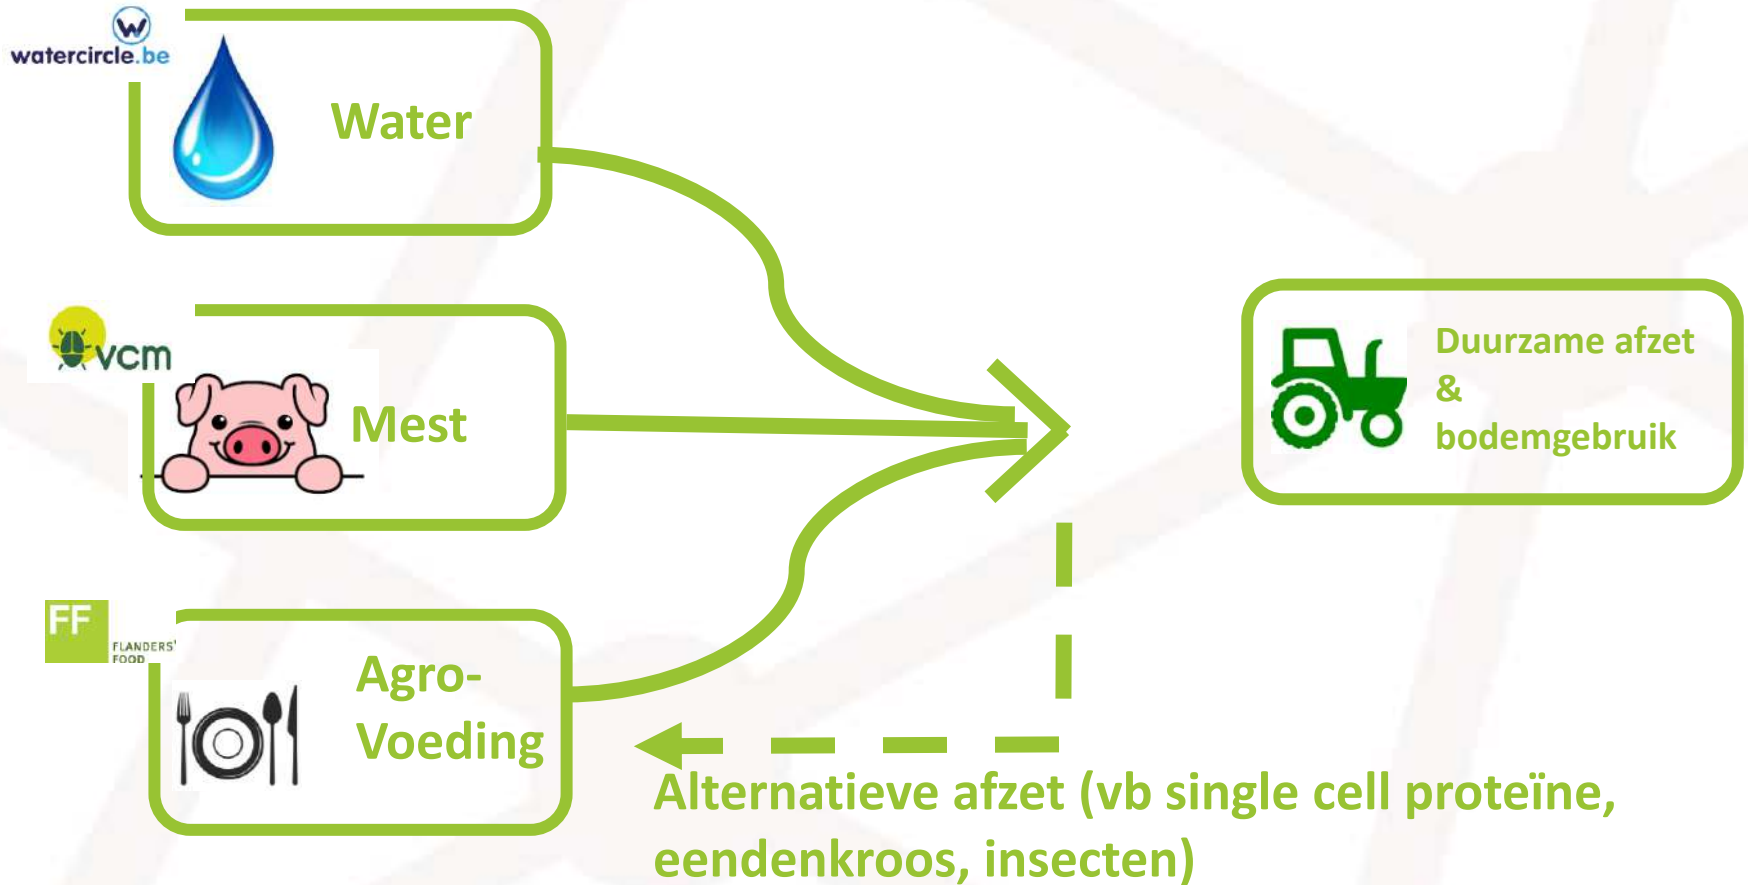 W
watercircle.be
Water
vcm
Mest
FF
FLANDERS'
FOOD
Agro-
Voeding
Duurzame afzet
&
bodemgebruik
Alternatieve afzet (vb single cell proteïne,
eendenkroos, insecten)